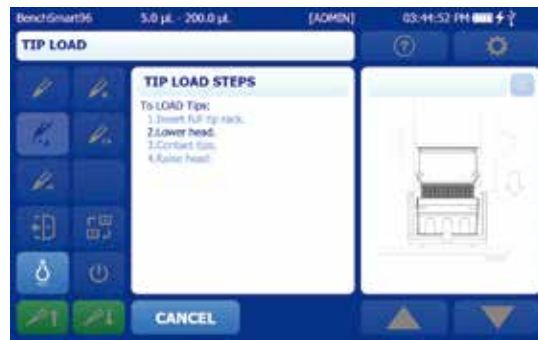 BenchSmart96 5.0 µL - 200.0 µL [ADMIN] 03:44:52 PM
TIP LOAD
?
TIP LOAD STEPS
To LOAD Tips:
1.Insert full tip rack.
2.Lower head.
3.Contact tips.
4.Raise head.
CANCEL